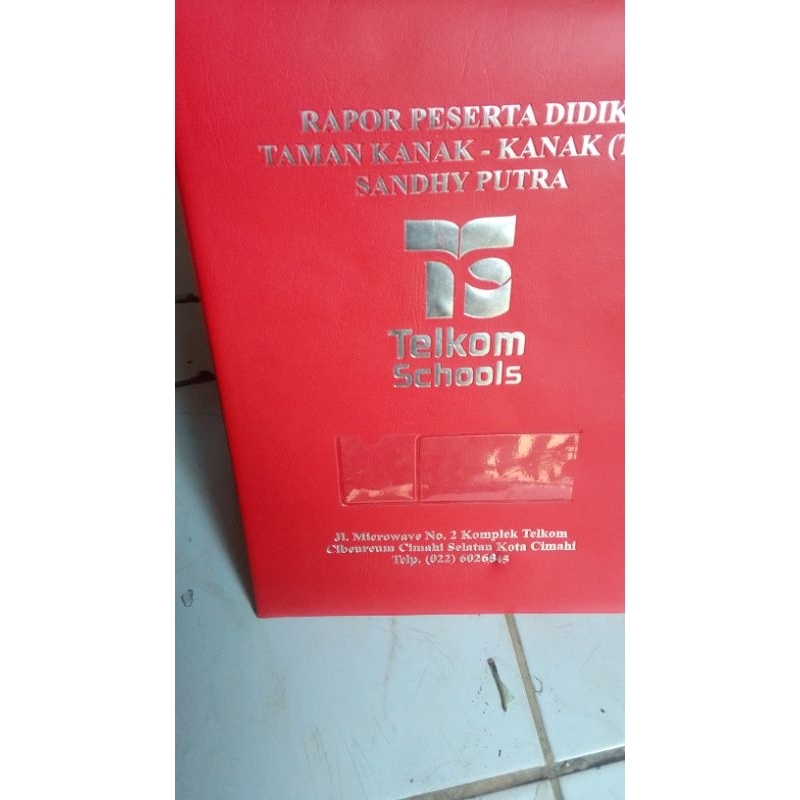 RAPOR PESERTA DIDIK
TAMAN KANAK - KANAK (T
SANDHY PUTRA
Telkom
Schools
Jl. Microwave No. 2 Komplek Telkom
Cibeureum Cimahi Selatan Kota Cimahi
Telp. (022) 6026845